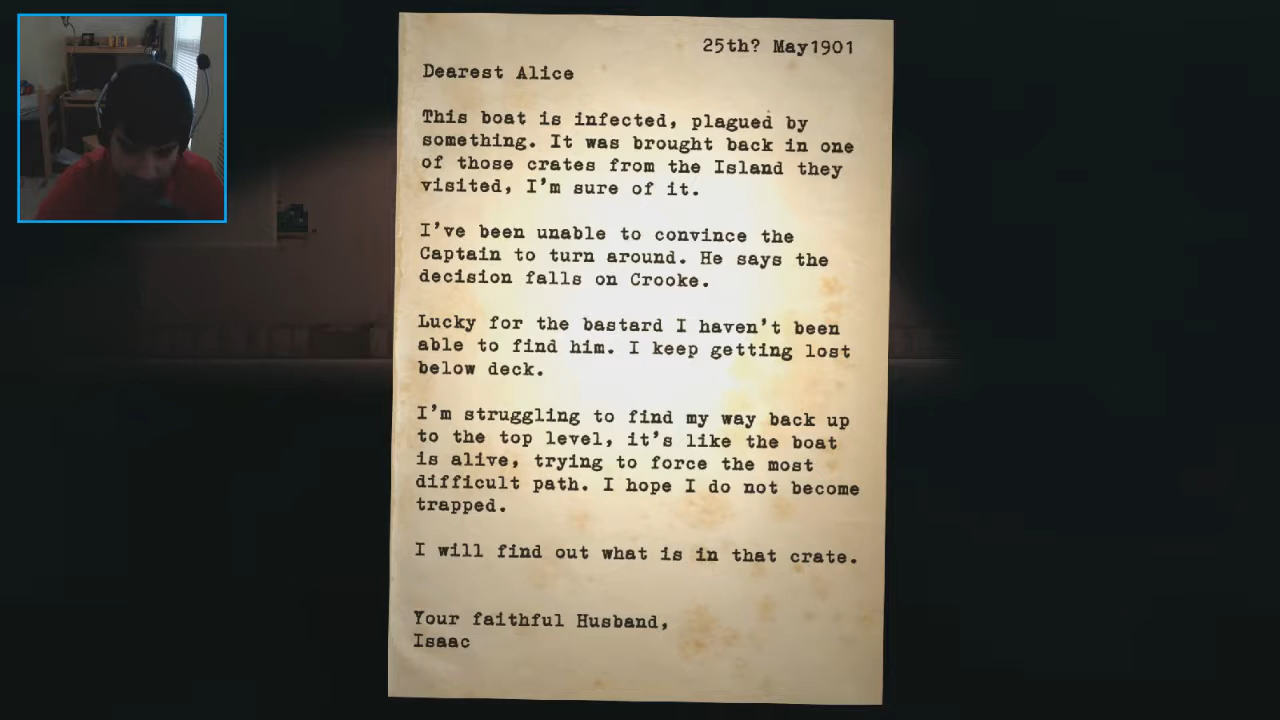 25th? May1901
Dearest Alice
This boat is infected, plagued by
something. It was brought back in one
of those crates from the Island they
visited, I'm sure of it.
I've been unable to convince the
Captain to turn around. He says the
decision falls on Crooke.
Lucky for the bastard I haven't been
able to find him. I keep getting lost
below deck.
I'm struggling to find my way back up
to the top level, it's like the boat
is alive, trying to force the most
difficult path. I hope I do not become
trapped.
I will find out what is in that crate.
Your faithful Husband,
Isaac